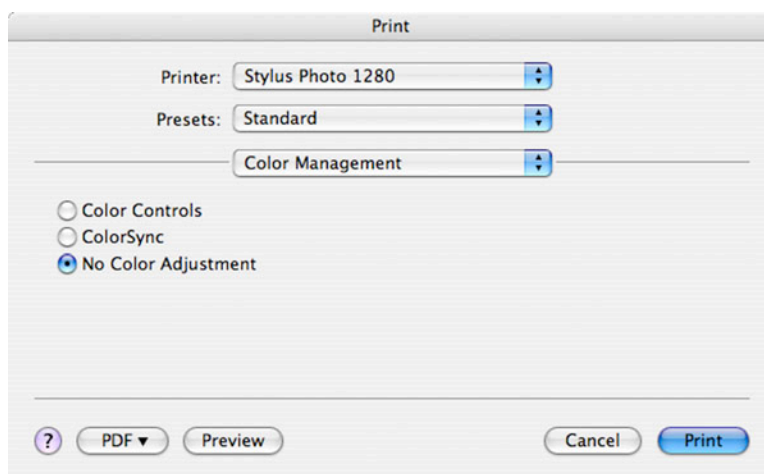 Print
Printer: Stylus Photo 1280
Presets: Standard
Color Management
Color Controls
ColorSync
No Color Adjustment
? PDF▼ Preview Cancel Print